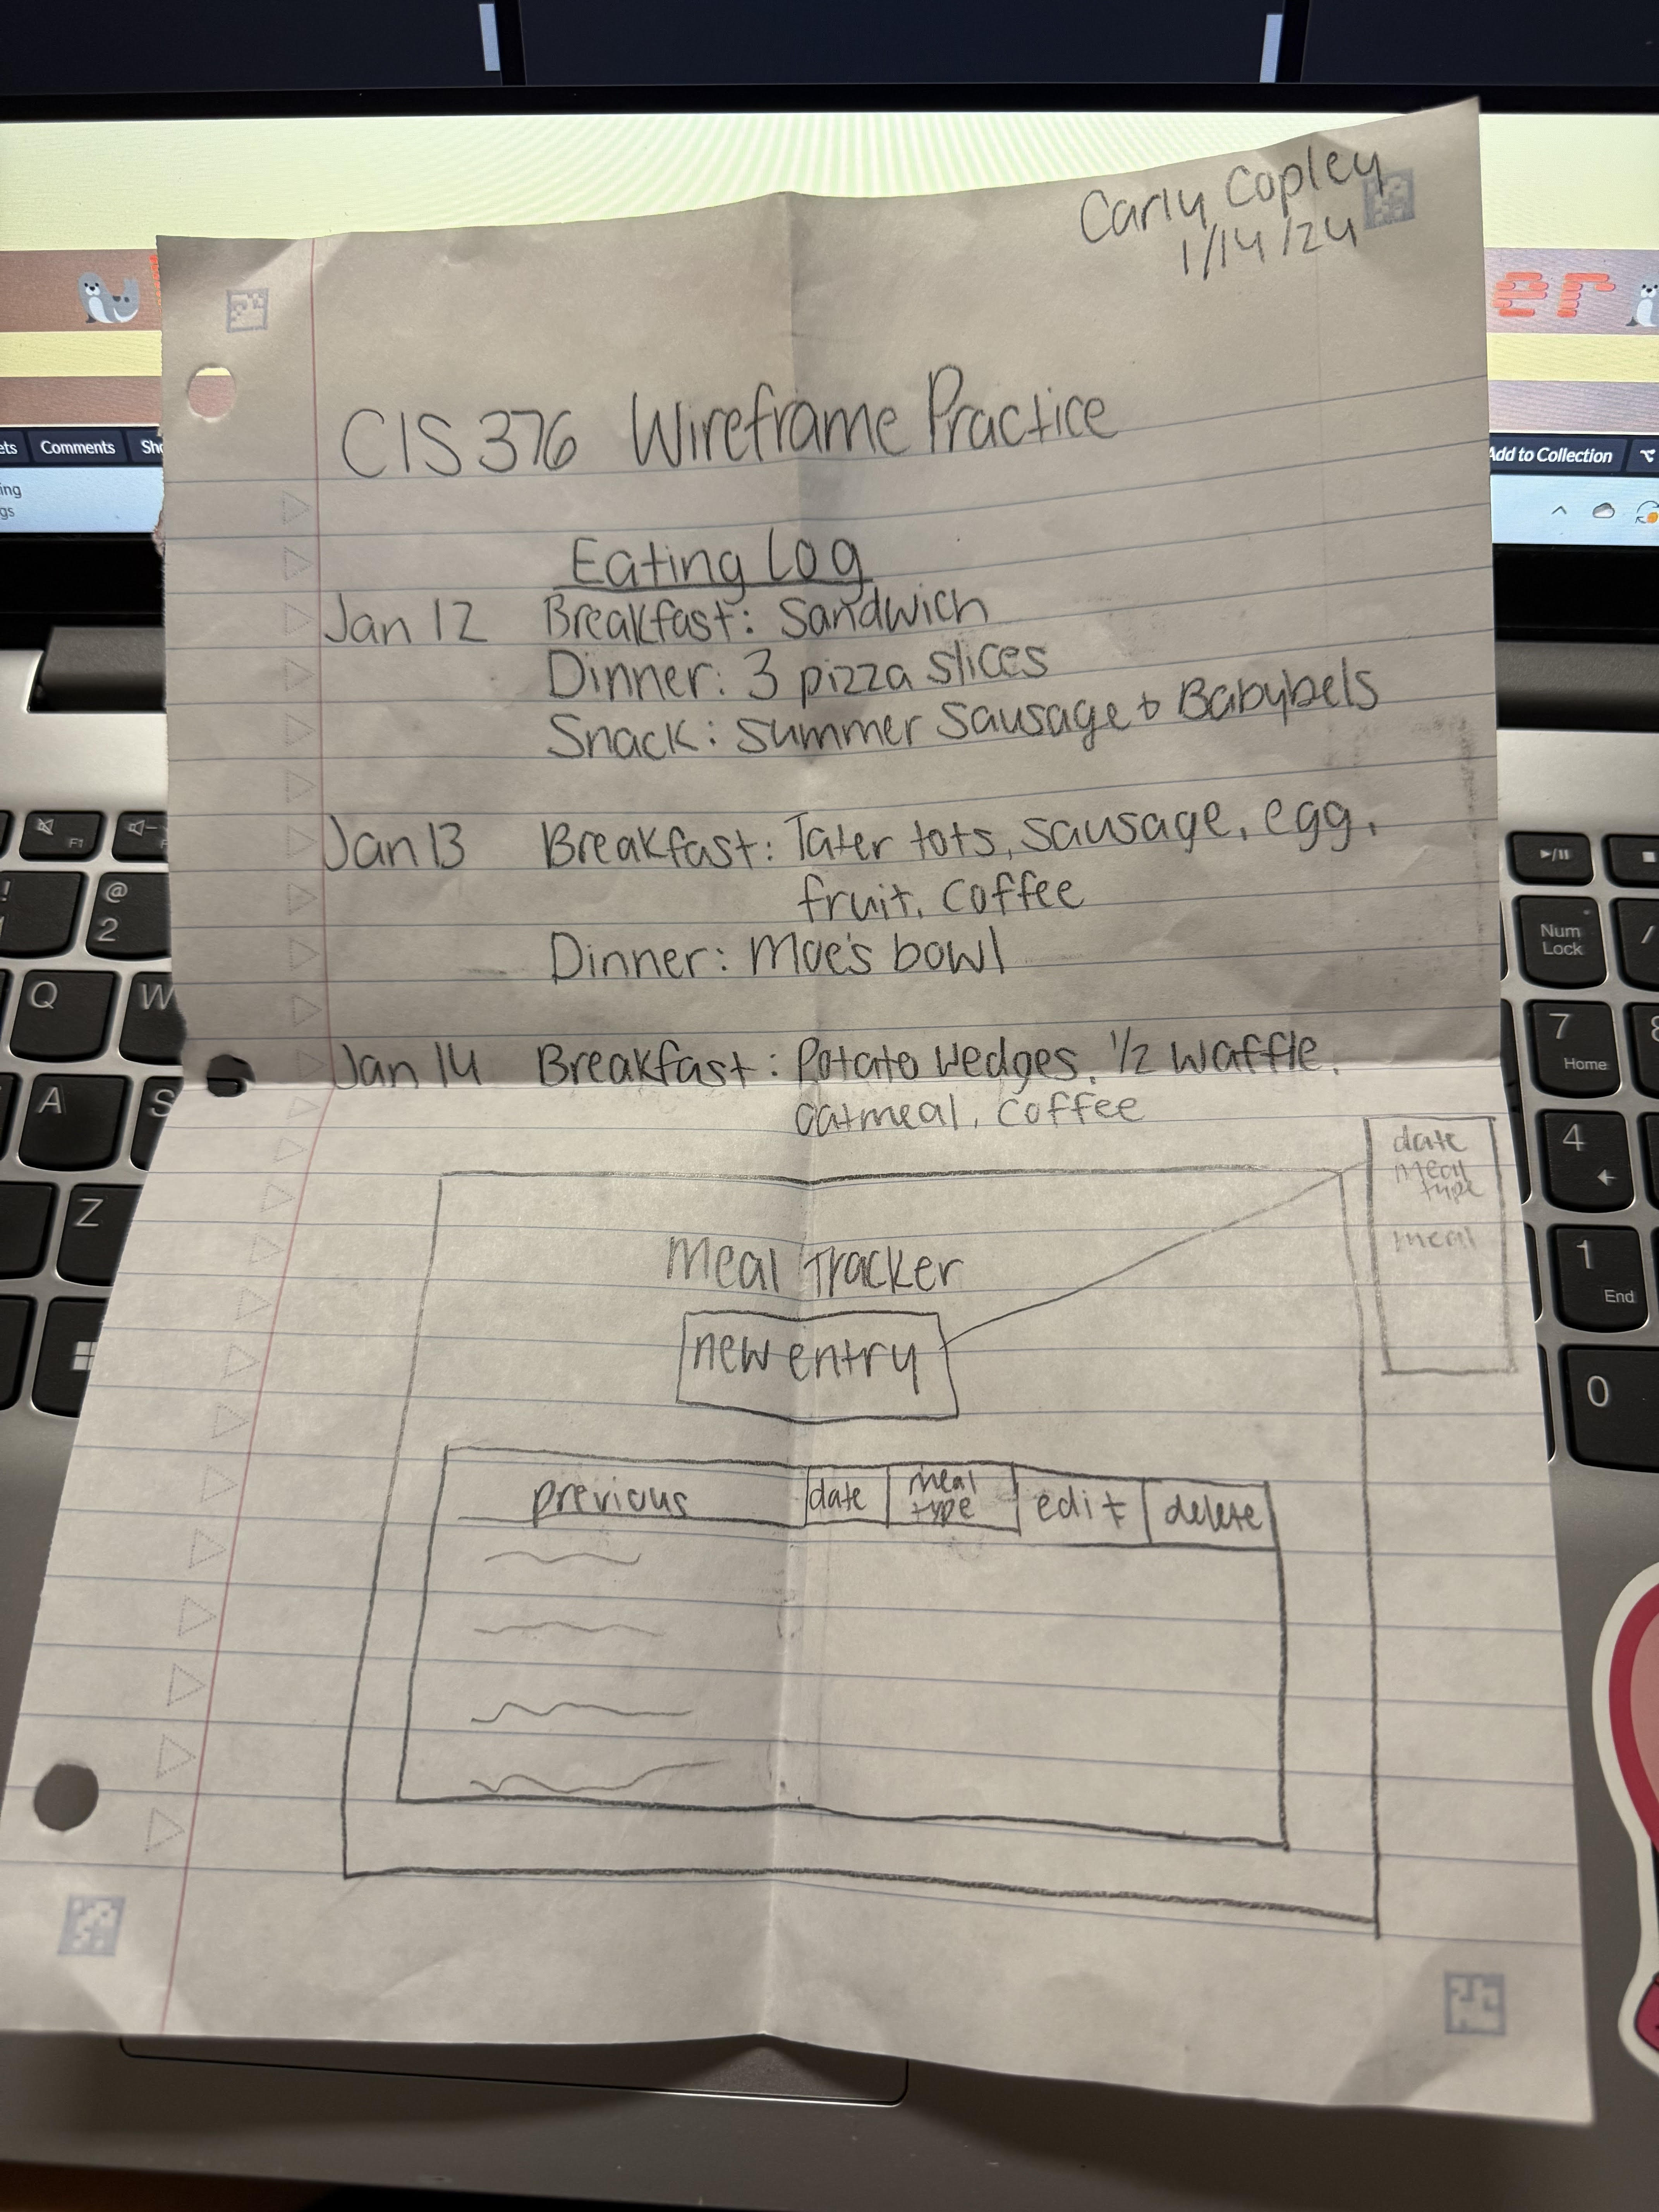 er
ets
Comments
Add to Collection
ing
gs
Carly Copley
1/14/24
CIS 376 Wireframe Practice
Eating Log
Jan 12 Breakfast: Sandwich
Dinner: 3 pizza slices
Snack: Summer Sausage & Babybels
Jan 13 Breakfast: Tater tots, sausage, egg,
fruit, coffee
Dinner: Moe's bowl
Jan 14 Breakfast: Potato wedges, 1/2 waffle,
oatmeal, coffee
date
meal
type
meal
Meal Tracker
new entry
previous date meal type edit delete
F1
!
@
2
Q W
A S
Z
Num
Lock
/
7
Home
4
1
End
0